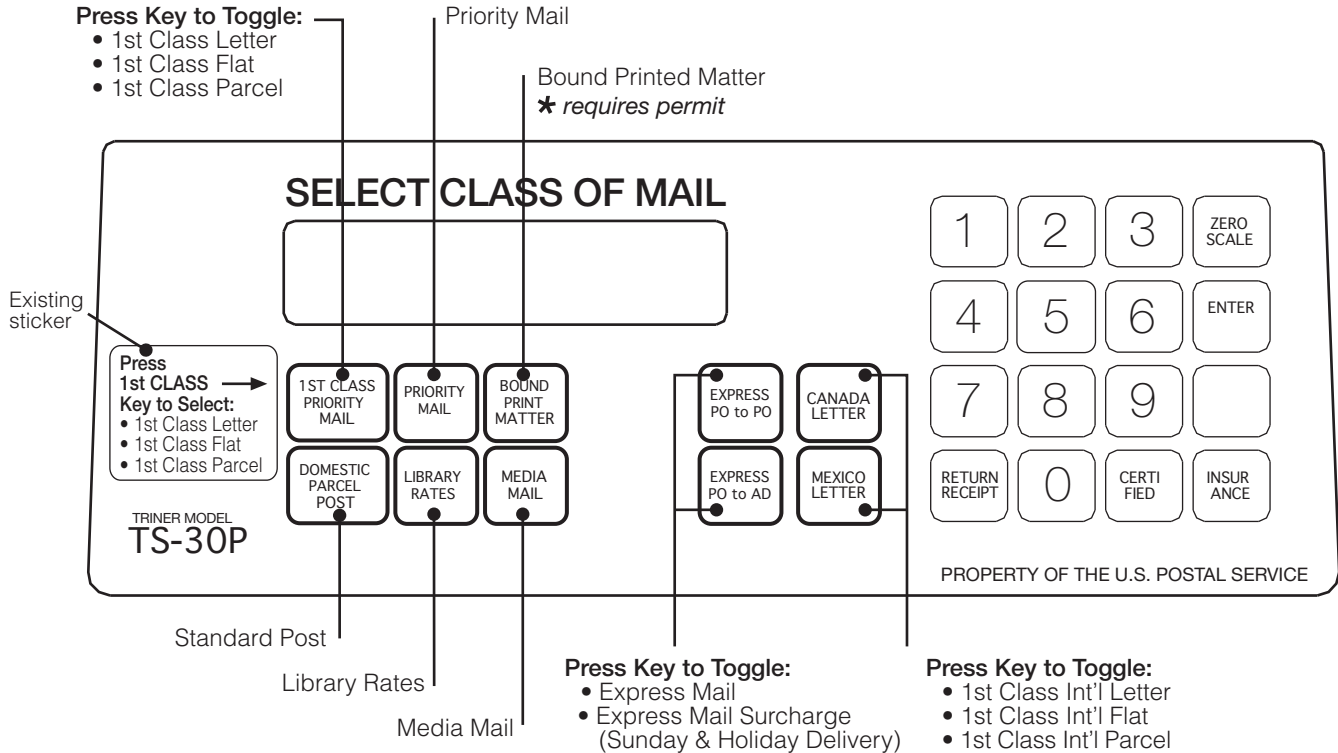 Press Key to Toggle:
• 1st Class Letter
• 1st Class Flat
• 1st Class Parcel
Priority Mail
Bound Printed Matter
* requires permit
SELECT CLASS OF MAIL
Existing
sticker
Press
1st CLASS
Key to Select:
• 1st Class Letter
• 1st Class Flat
• 1st Class Parcel
1ST CLASS
PRIORITY
MAIL
PRIORITY
MAIL
BOUND
PRINT
MATTER
DOMESTIC
PARCEL
POST
LIBRARY
RATES
MEDIA
MAIL
EXPRESS
PO to PO
CANADA
LETTER
EXPRESS
PO to AD
MEXICO
LETTER
1
2
3
ZERO
SCALE
4
5
6
ENTER
7
8
9
RETURN
RECEIPT
0
CERTI
FIED
INSUR
ANCE
TRINER MODEL
TS-30P
PROPERTY OF THE U.S. POSTAL SERVICE
Standard Post
Library Rates
Media Mail
Press Key to Toggle:
• Express Mail
• Express Mail Surcharge
(Sunday & Holiday Delivery)
Press Key to Toggle:
• 1st Class Int'l Letter
• 1st Class Int'l Flat
• 1st Class Int'l Parcel